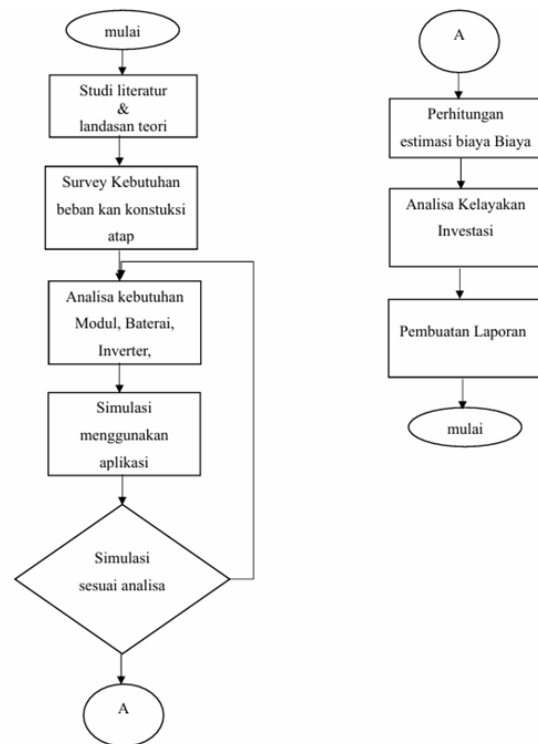 mulai
Studi literatur
&
landasan teori
Survey Kebutuhan
beban kan konstuksi
atap
Analisa kebutuhan
Modul, Baterai,
Inverter,
Simulasi
menggunakan
aplikasi
Simulasi
sesuai analisa
A
A
Perhitungan
estimasi biaya Biaya
Analisa Kelayakan
Investasi
Pembuatan Laporan
mulai